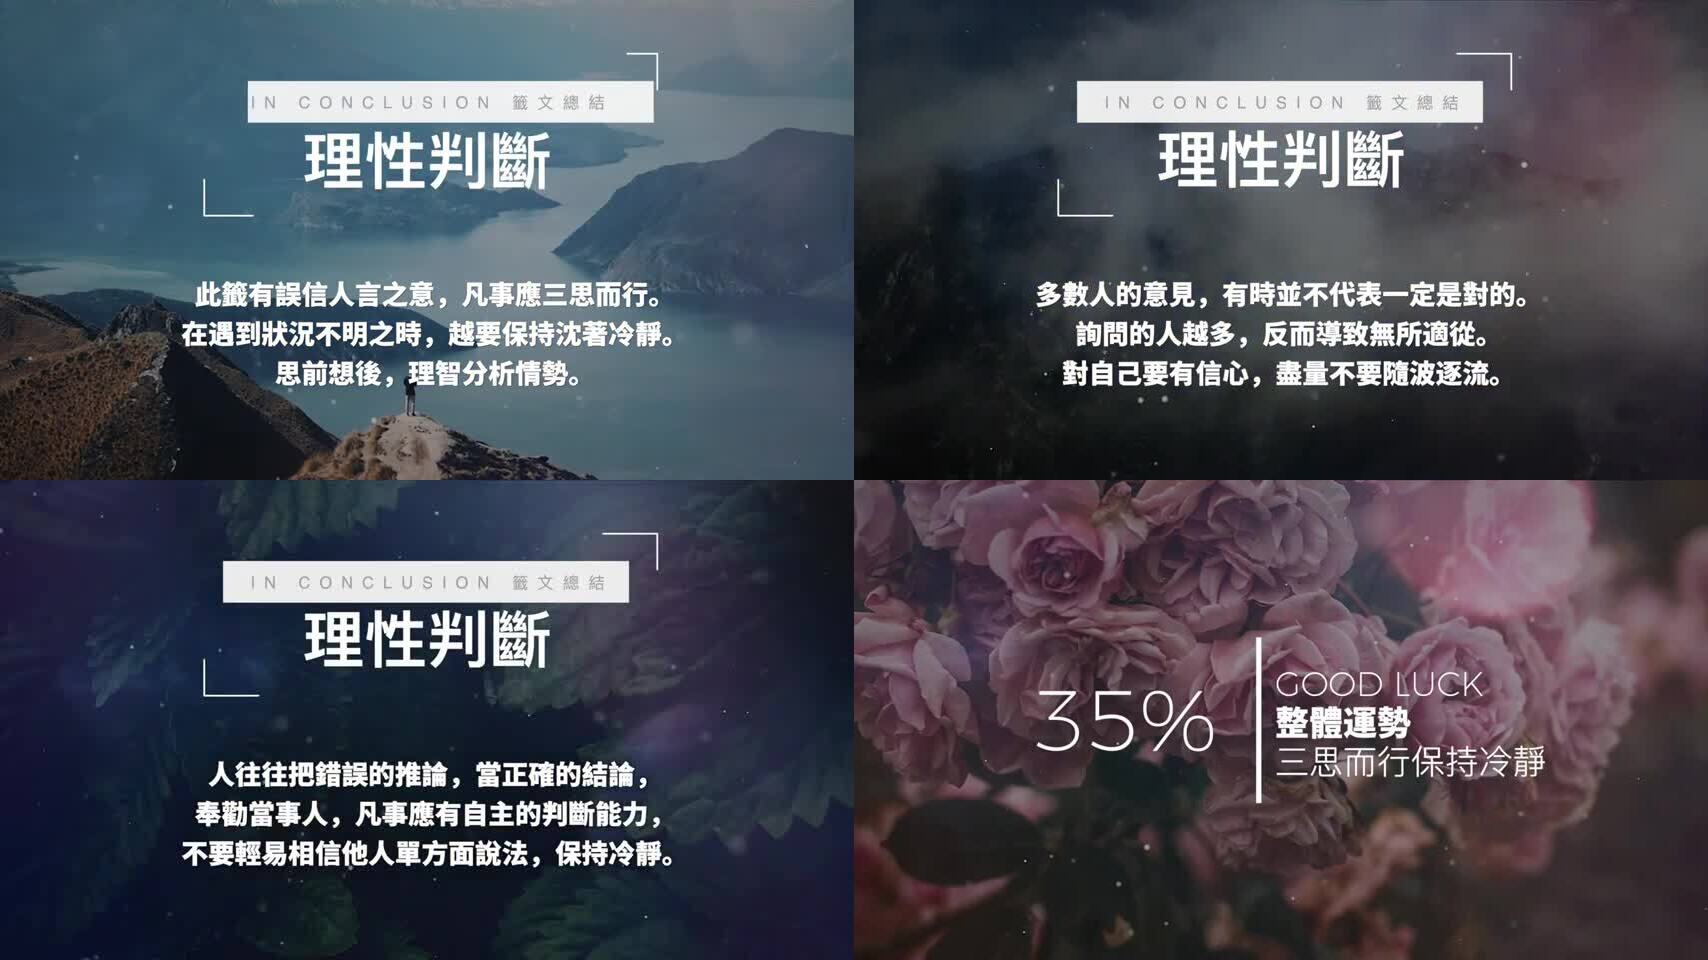 IN CONCLUSION 籤文總結
理性判斷
此籤有誤信人言之意，凡事應三思而行。
在遇到狀況不明之時，越要保持沈著冷靜。
思前想後，理智分析情勢。
IN CONCLUSION 籤文總結
理性判斷
多數人的意見，有時並不代表一定是對的。
詢問的人越多，反而導致無所適從。
對自己要有信心，盡量不要隨波逐流。
IN CONCLUSION 籤文總結
理性判斷
人往往把錯誤的推論，當正確的結論，
奉勸當事人，凡事應有自主的判斷能力，
不要輕易相信他人單方面說法，保持冷靜。
35%
GOOD LUCK
整體運勢
三思而行保持冷靜